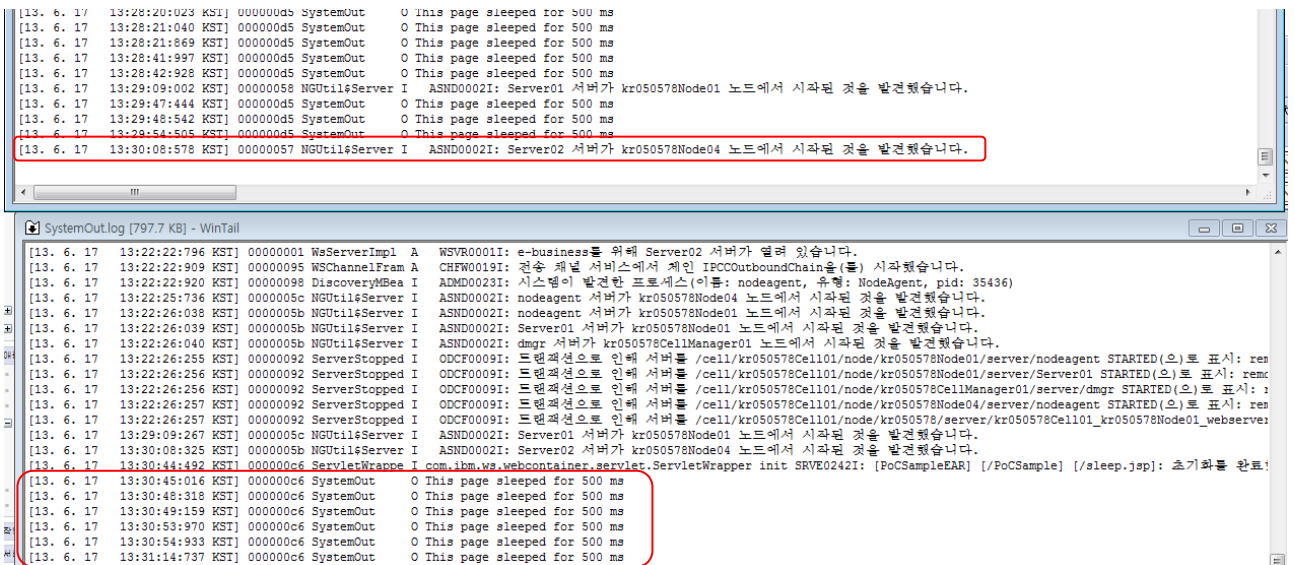 [13. 6. 17 13:28:20:023 KST] 000000d5 SystemOut O This page sleeped for 500 ms
[13. 6. 17 13:28:21:040 KST] 000000d5 SystemOut O This page sleeped for 500 ms
[13. 6. 17 13:28:21:869 KST] 000000d5 SystemOut O This page sleeped for 500 ms
[13. 6. 17 13:28:41:997 KST] 000000d5 SystemOut O This page sleeped for 500 ms
[13. 6. 17 13:28:42:928 KST] 000000d5 SystemOut O This page sleeped for 500 ms
[13. 6. 17 13:29:09:002 KST] 00000058 NGUtil$Server I ASND0002I: Server01 서버가 kr050578Node01 노드에서 시작된 것을 발견했습니다.
[13. 6. 17 13:29:47:444 KST] 000000d5 SystemOut O This page sleeped for 500 ms
[13. 6. 17 13:29:48:542 KST] 000000d5 SystemOut O This page sleeped for 500 ms
[13. 6. 17 13:29:54:505 KST] 000000d5 SystemOut O This page sleeped for 500 ms
[13. 6. 17 13:30:08:578 KST] 00000057 NGUtil$Server I ASND0002I: Server02 서버가 kr050578Node04 노드에서 시작된 것을 발견했습니다.
SystemOut.log [797.7 KB] - WinTail
[13. 6. 17 13:22:22:796 KST] 00000001 WsServerImpl A WSVR0001I: e-business를 위해 Server02 서버가 열려 있습니다.
[13. 6. 17 13:22:22:909 KST] 00000095 WSChannelFram A CHFW0019I: 전송 채널 서비스에서 체인 IPCCOutboundChain을(를) 시작했습니다.
[13. 6. 17 13:22:22:920 KST] 00000098 DiscoveryMBea I ADMD0023I: 시스템이 발견한 프로세스(이름: nodeagent, 유형: NodeAgent, pid: 35436)
[13. 6. 17 13:22:25:736 KST] 0000005c NGUtil$Server I ASND0002I: nodeagent 서버가 kr050578Node04 노드에서 시작된 것을 발견했습니다.
[13. 6. 17 13:22:26:038 KST] 0000005b NGUtil$Server I ASND0002I: nodeagent 서버가 kr050578Node01 노드에서 시작된 것을 발견했습니다.
[13. 6. 17 13:22:26:039 KST] 0000005b NGUtil$Server I ASND0002I: Server01 서버가 kr050578Node01 노드에서 시작된 것을 발견했습니다.
[13. 6. 17 13:22:26:040 KST] 0000005b NGUtil$Server I ASND0002I: dmgr 서버가 kr050578CellManager01 노드에서 시작된 것을 발견했습니다.
[13. 6. 17 13:22:26:255 KST] 00000092 ServerStopped I ODCF0009I: 트랜잭션으로 인해 서버를 /cell/kr050578Cell01/node/kr050578Node01/server/nodeagent STARTED(으)로 표시: rem
[13. 6. 17 13:22:26:256 KST] 00000092 ServerStopped I ODCF0009I: 트랜잭션으로 인해 서버를 /cell/kr050578Cell01/node/kr050578Node01/server/Server01 STARTED(으)로 표시: remo
[13. 6. 17 13:22:26:256 KST] 00000092 ServerStopped I ODCF0009I: 트랜잭션으로 인해 서버를 /cell/kr050578Cell01/node/kr050578CellManager01/server/dmgr STARTED(으)로 표시:
[13. 6. 17 13:22:26:257 KST] 00000092 ServerStopped I ODCF0009I: 트랜잭션으로 인해 서버를 /cell/kr050578Cell01/node/kr050578Node04/server/nodeagent STARTED(으)로 표시: rem
[13. 6. 17 13:22:26:257 KST] 00000092 ServerStopped I ODCF0009I: 트랜잭션으로 인해 서버를 /cell/kr050578Cell01/node/kr050578/server/kr050578Cell01_kr050578Node01_webserver
[13. 6. 17 13:29:09:267 KST] 0000005c NGUtil$Server I ASND0002I: Server01 서버가 kr050578Node01 노드에서 시작된 것을 발견했습니다.
[13. 6. 17 13:30:08:325 KST] 0000005b NGUtil$Server I ASND0002I: Server02 서버가 kr050578Node04 노드에서 시작된 것을 발견했습니다.
[13. 6. 17 13:30:44:492 KST] 000000c6 ServletWrappe I com.ibm.ws.webcontainer.servlet.ServletWrapper init SRVE0242I: [PoCSampleEAR] [/PoCSample] [/sleep.jsp]: 초기화를
[13. 6. 17 13:30:45:016 KST] 000000c6 SystemOut O This page sleeped for 500 ms
[13. 6. 17 13:30:48:318 KST] 000000c6 SystemOut O This page sleeped for 500 ms
[13. 6. 17 13:30:49:159 KST] 000000c6 SystemOut O This page sleeped for 500 ms
[13. 6. 17 13:30:53:970 KST] 000000c6 SystemOut O This page sleeped for 500 ms
[13. 6. 17 13:30:54:933 KST] 000000c6 SystemOut O This page sleeped for 500 ms
[13. 6. 17 13:31:14:737 KST] 000000c6 SystemOut O This page sleeped for 500 ms